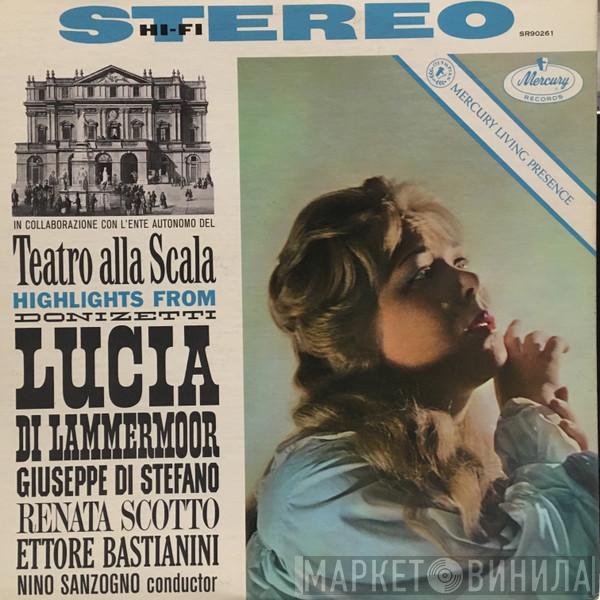 STEREO
HI-FI
SR90261
Mercury
RECORDS
MERCURY LIVING PRESENCE
IN COLLABORAZIONE CON L'ENTE AUTONOMO DEL
Teatro alla Scala
HIGHLIGHTS FROM
DONIZETTI
LUCIA
DI LAMMERMOOR
GIUSEPPE DI STEFANO
RENATA SCOTTO
ETTORE BASTIANINI
NINO SANZOGNO conductor
МАРКЕТ ВИНИЛА